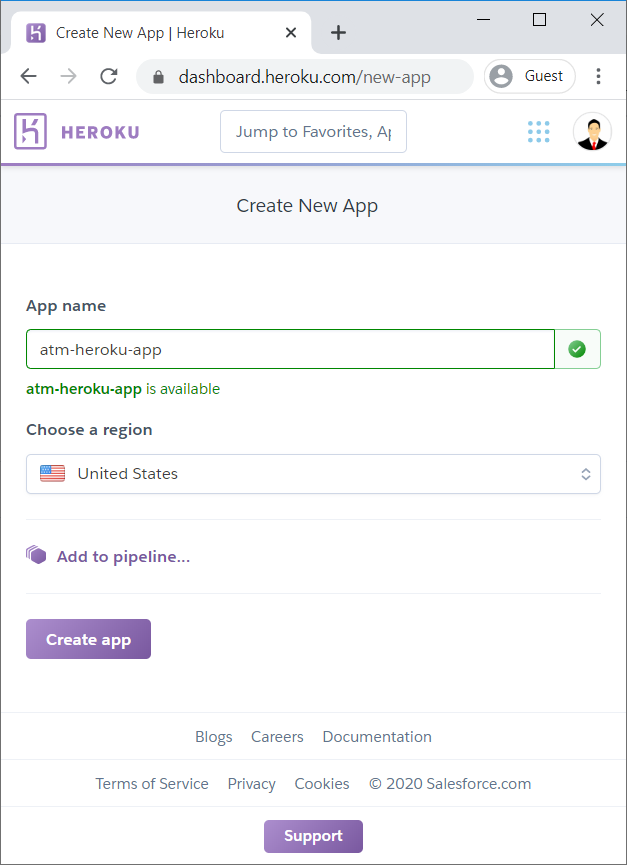 Create New App | Heroku
dashboard.heroku.com/new-app
Guest
HEROKU
Jump to Favorites, Ap
Create New App
App name
atm-heroku-app
atm-heroku-app is available
Choose a region
United States
Add to pipeline...
Create app
Blogs Careers Documentation
Terms of Service Privacy Cookies © 2020 Salesforce.com
Support